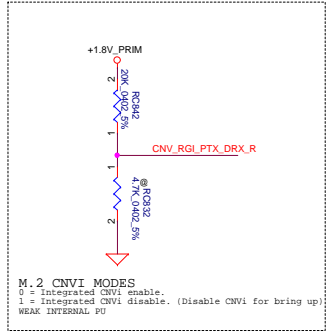 +1.8V_PRIM
2
RC842
20K_0402_5%
1
CNV_RGI_PTX_DRX_R
1
@
RC832
4.7K_0402_5%
2
M.2 CNVI MODES
0 = Integrated CNVi enable.
1 = Integrated CNVi disable. (Disable CNVi for bring up)
WEAK INTERNAL PU